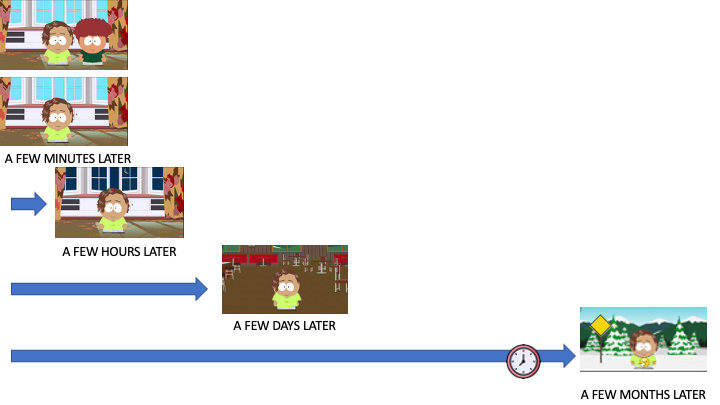 A FEW MINUTES LATER
A FEW HOURS LATER
A FEW DAYS LATER
A FEW MONTHS LATER